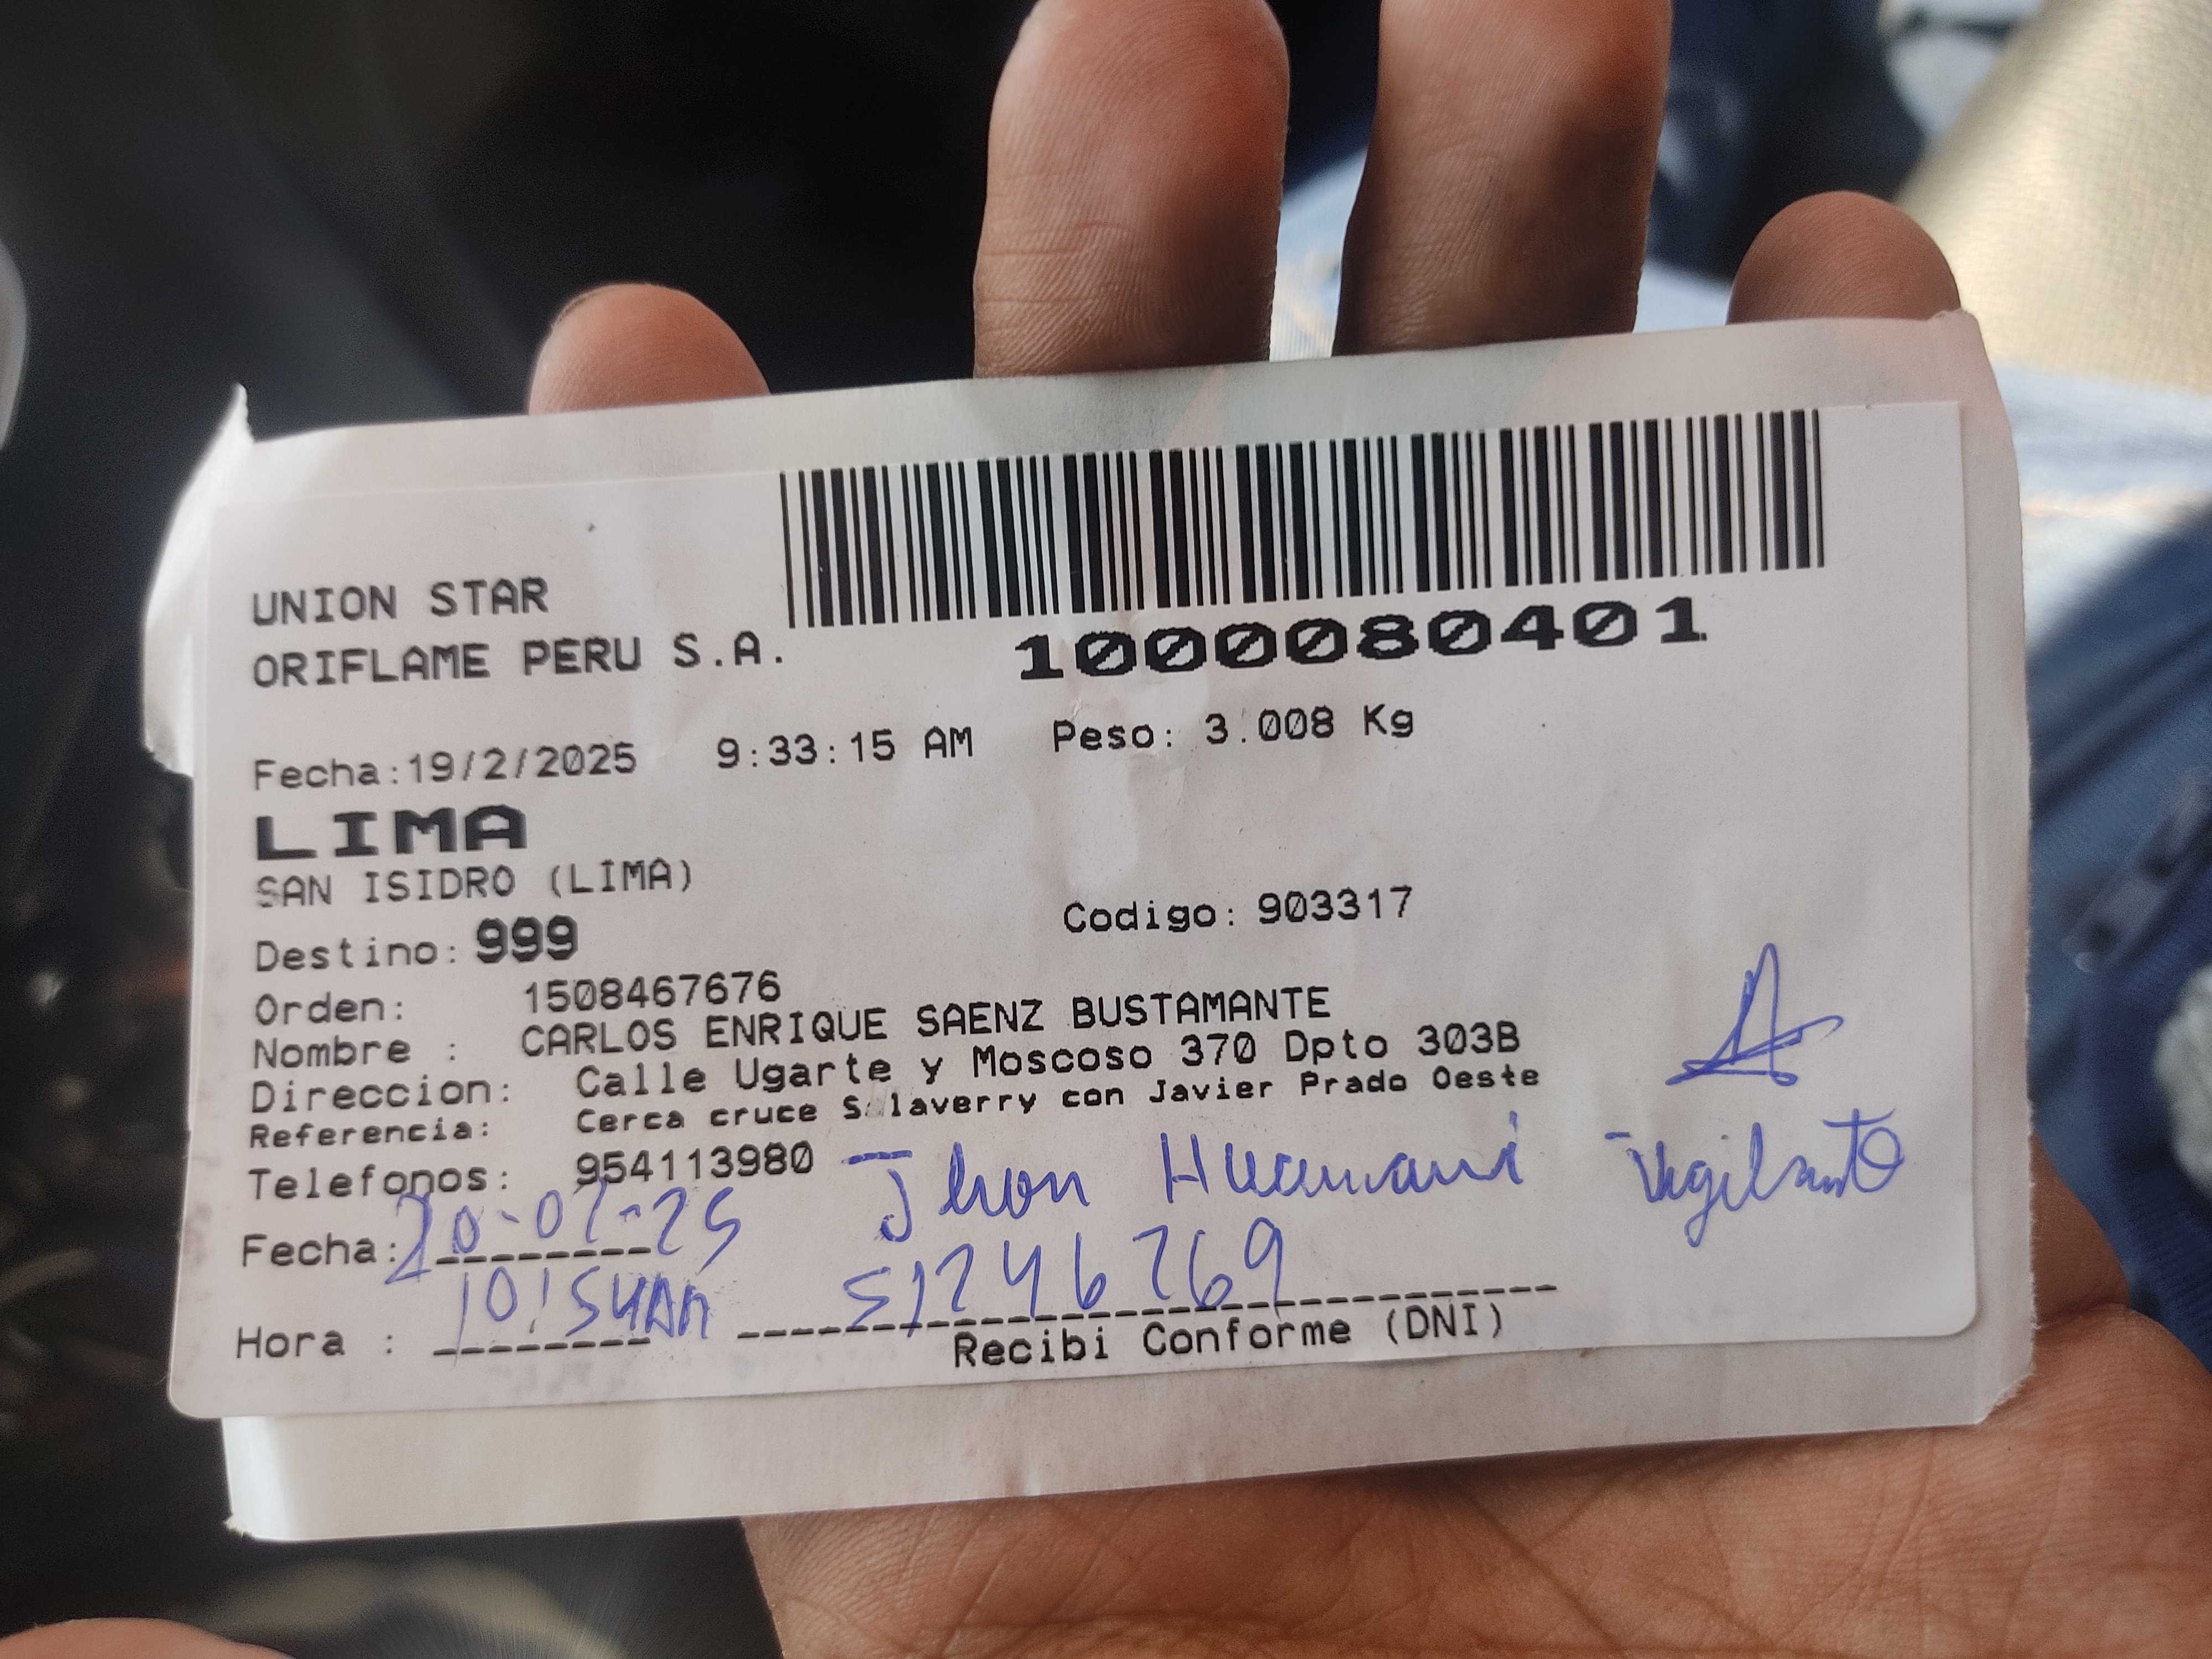 UNION STAR
ORIFLAME PERU S.A.
1000080401
Fecha:19/2/2025 9:33:15 AM Peso: 3.008 Kg
LIMA
SAN ISIDRO (LIMA)
Destino: 999 Codigo: 903317
Orden: 1508467676
Nombre : CARLOS ENRIQUE SAENZ BUSTAMANTE
Direccion: Calle Ugarte y Moscoso 370 Dpto 303B
Referencia: Cerca cruce Salaverry con Javier Prado Oeste
Telefonos: 954113980 - Jhon Huamani - Vigilante
Fecha: 20-02-25
Hora : 10:54AM 51246269
Recibi Conforme (DNI)